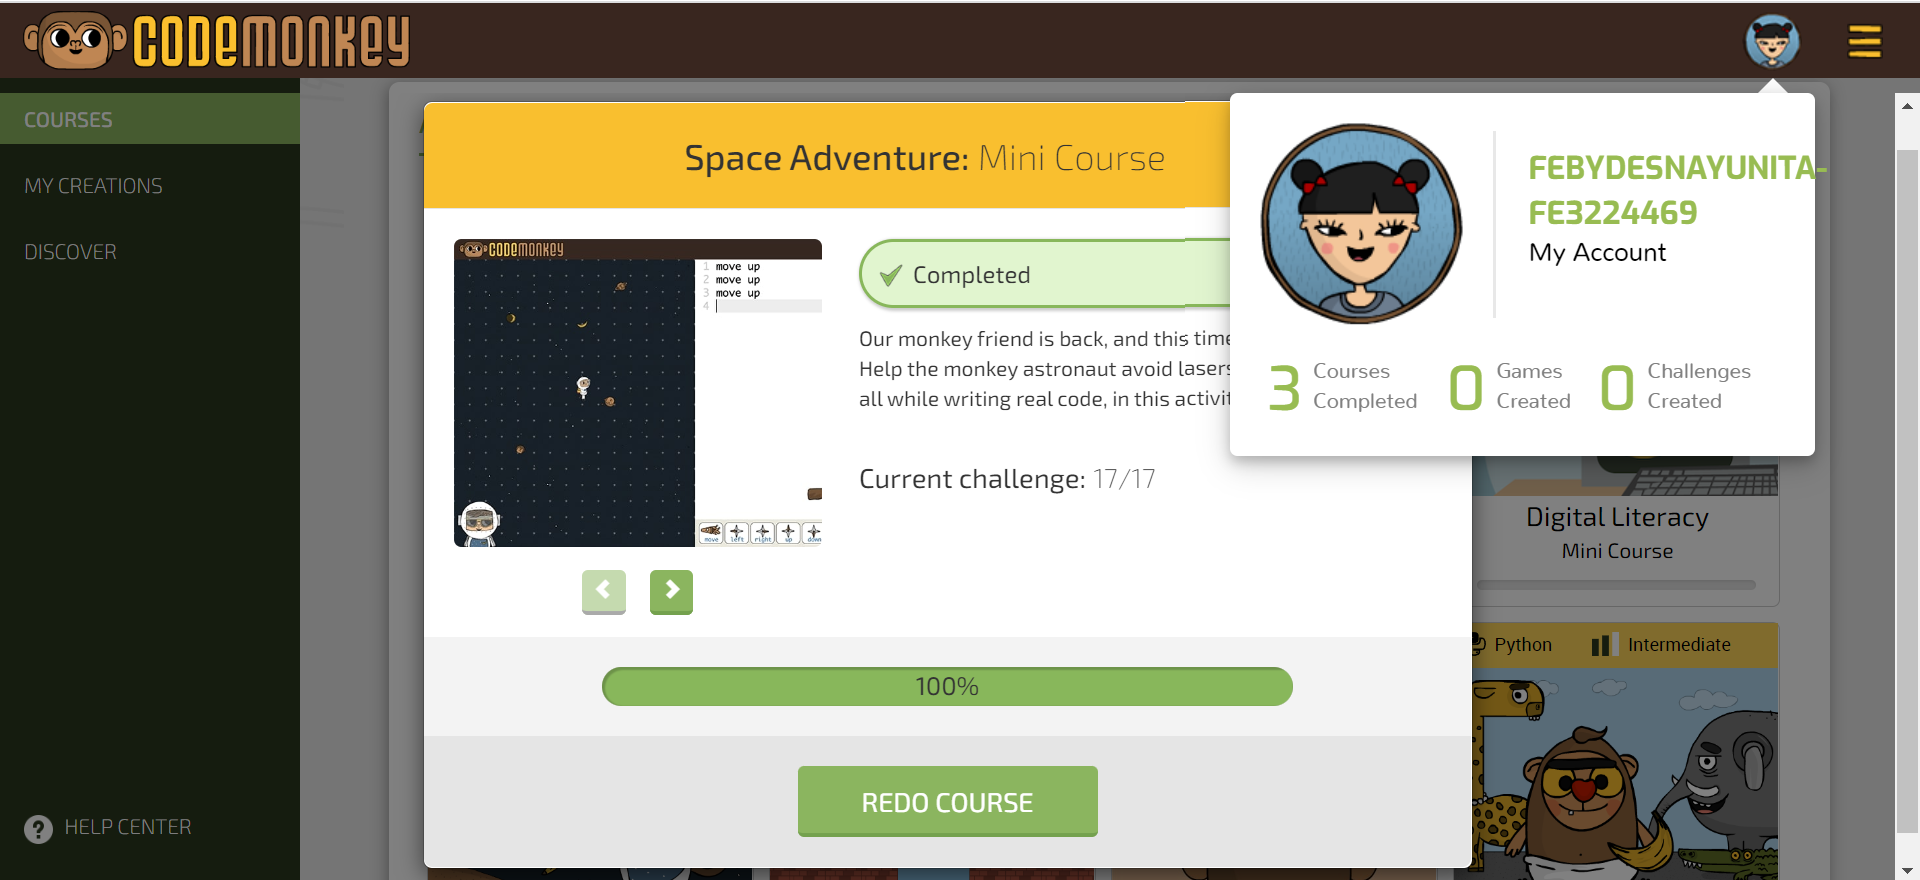 CODEMONKEY
COURSES
MY CREATIONS
DISCOVER
HELP CENTER
Space Adventure: Mini Course
CODEMONKEY
1 move up
2 move up
3 move up
4
move left right up down
Completed
Our monkey friend is back, and this time
Help the monkey astronaut avoid lasers
all while writing real code, in this activit
Current challenge: 17/17
100%
REDO COURSE
FEBYDESNAYUNITA-
FE3224469
My Account
3 Courses Completed
0 Games Created
0 Challenges Created
Digital Literacy
Mini Course
Python Intermediate